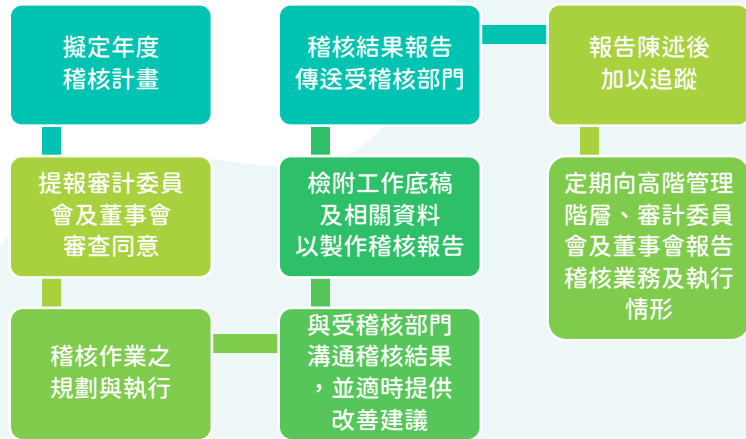 擬定年度
稽核計畫
提報審計委員
會及董事會
審查同意
稽核作業之
規劃與執行
與受稽核部門
溝通稽核結果
，並適時提供
改善建議
檢附工作底稿
及相關資料
以製作稽核報告
稽核結果報告
傳送受稽核部門
報告陳述後
加以追蹤
定期向高階管理
階層、審計委員
會及董事會報告
稽核業務及執行
情形